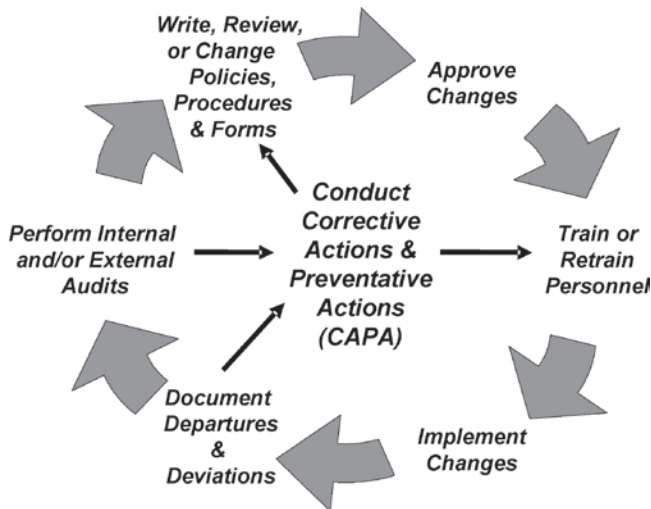 Write, Review,
or Change
Policies,
Procedures
& Forms
Approve
Changes
Conduct
Corrective
Actions &
Preventative
Actions
(CAPA)
Perform Internal
and/or External
Audits
Train or
Retrain
Personnel
Document
Departures
&
Deviations
Implement
Changes